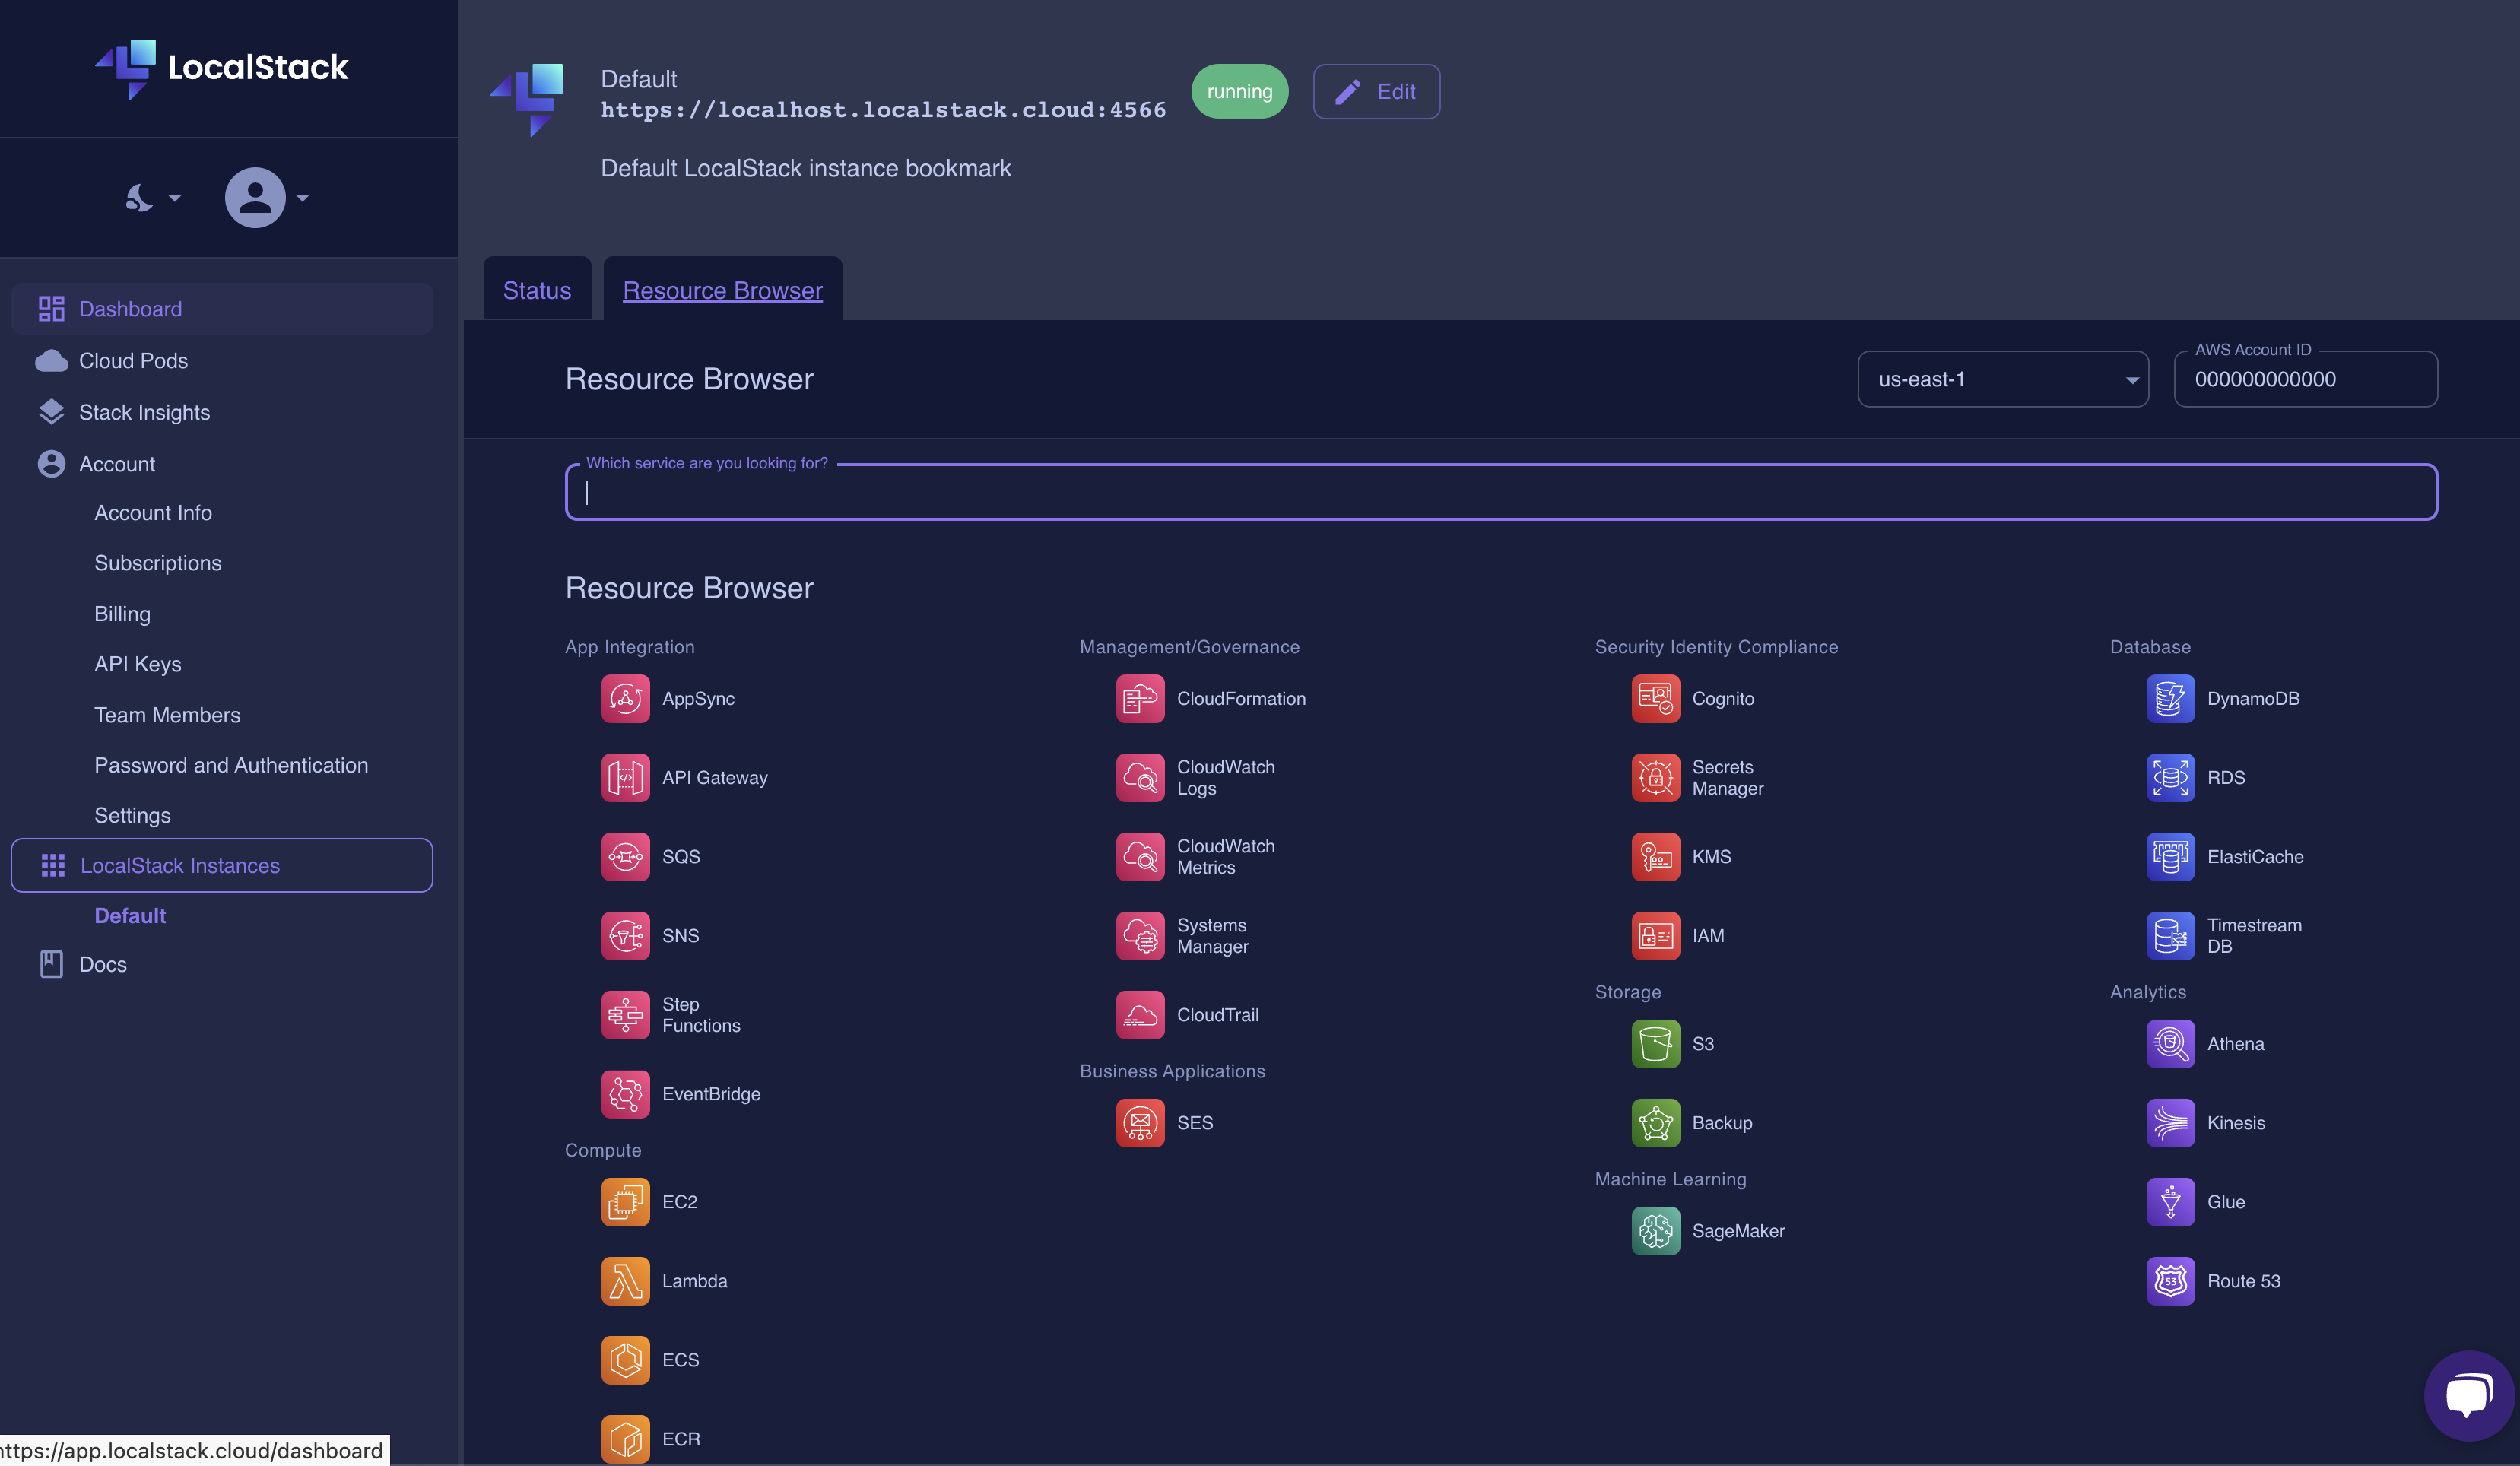 LocalStack
Dashboard
Cloud Pods
Stack Insights
Account
Account Info
Subscriptions
Billing
API Keys
Team Members
Password and Authentication
Settings
LocalStack Instances
Default
Docs
Default
https://localhost.localstack.cloud:4566
running
Edit
Default LocalStack instance bookmark
Status
Resource Browser
Resource Browser
us-east-1
AWS Account ID
000000000000
Which service are you looking for?
Resource Browser
App Integration
AppSync
API Gateway
SQS
SNS
Step
Functions
EventBridge
Compute
EC2
Lambda
ECS
ECR
Management/Governance
CloudFormation
CloudWatch
Logs
CloudWatch
Metrics
Systems
Manager
CloudTrail
Business Applications
SES
Security Identity Compliance
Cognito
Secrets
Manager
KMS
IAM
Storage
S3
Backup
Machine Learning
SageMaker
Database
DynamoDB
RDS
ElastiCache
Timestream
DB
Analytics
Athena
Kinesis
Glue
53
Route 53
https://app.localstack.cloud/dashboard